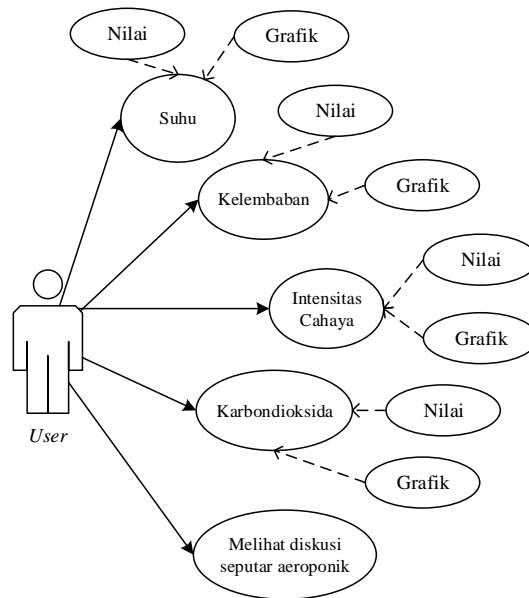 Nilai
Grafik
Suhu
Nilai
Kelembaban
Grafik
Nilai
Intensitas
Cahaya
Grafik
Karbondioksida
Nilai
User
Grafik
Melihat diskusi
seputar aeroponik